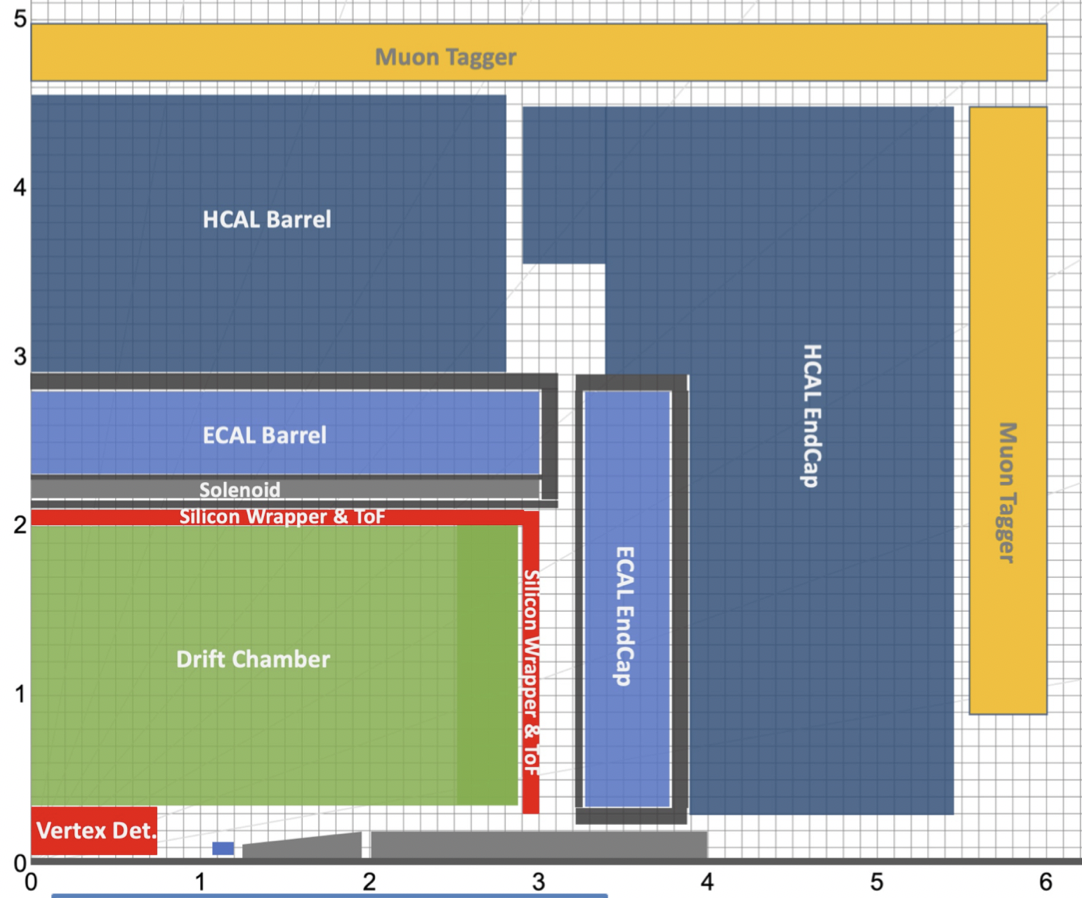 5
Muon Tagger
4
HCAL Barrel
3
HCAL EndCap
ECAL Barrel
Muon Tagger
Solenoid
Silicon Wrapper & ToF
2
ECAL EndCap
Silicon Wrapper & ToF
Drift Chamber
1
Vertex Det.
0
0 1 2 3 4 5 6